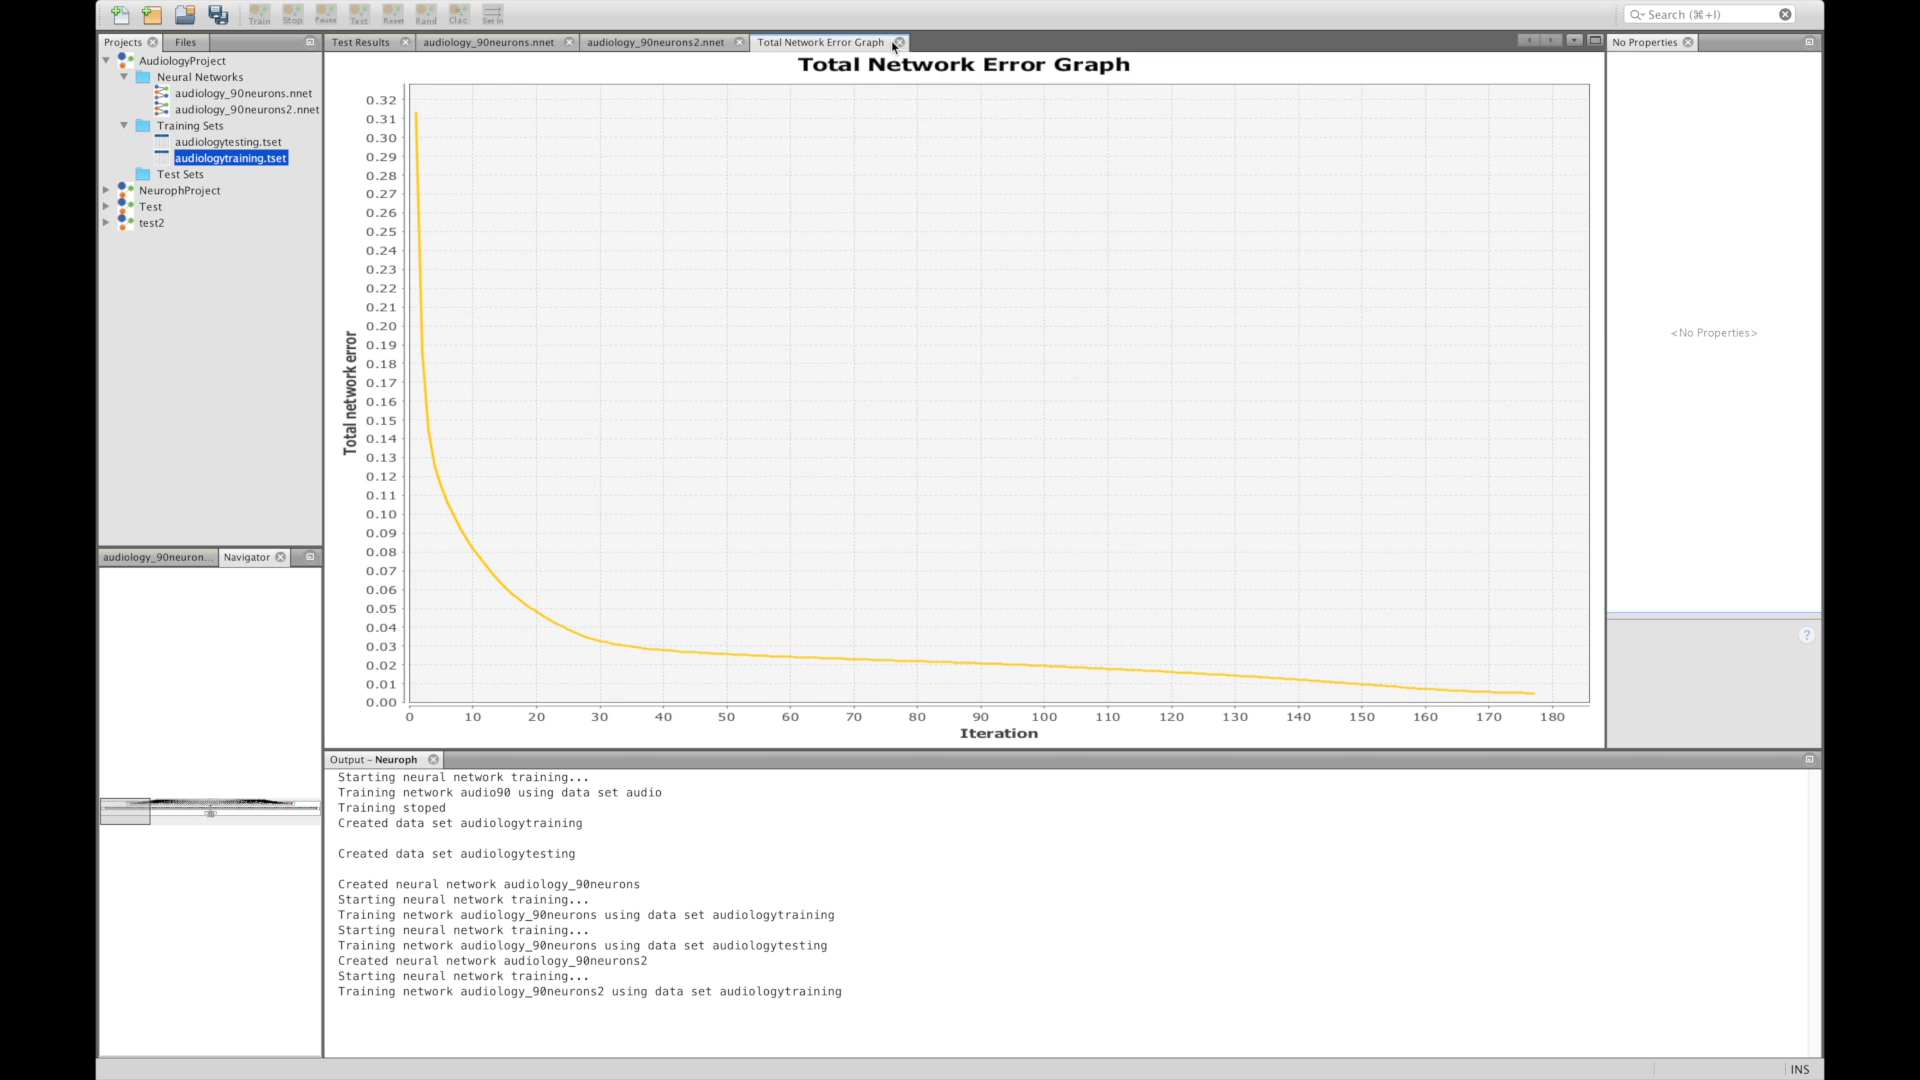 Train Stop Pause Test Reset Rand Clac Set In
Search (⌘+I)
Projects Files
Test Results audiology_90neurons.nnet audiology_90neurons2.nnet Total Network Error Graph
No Properties
AudiologyProject
Neural Networks
audiology_90neurons.nnet
audiology_90neurons2.nnet
Training Sets
audiologytesting.tset
audiologytraining.tset
Test Sets
NeurophProject
Test
test2
audiology_90neuron... Navigator
Total Network Error Graph
Total network error
0.32
0.31
0.30
0.29
0.28
0.27
0.26
0.25
0.24
0.23
0.22
0.21
0.20
0.19
0.18
0.17
0.16
0.15
0.14
0.13
0.12
0.11
0.10
0.09
0.08
0.07
0.06
0.05
0.04
0.03
0.02
0.01
0.00
0 10 20 30 40 50 60 70 80 90 100 110 120 130 140 150 160 170 180
Iteration
<No Properties>
?
Output – Neuroph
Starting neural network training...
Training network audio90 using data set audio
Training stoped
Created data set audiologytraining
Created data set audiologytesting
Created neural network audiology_90neurons
Starting neural network training...
Training network audiology_90neurons using data set audiologytraining
Starting neural network training...
Training network audiology_90neurons using data set audiologytesting
Created neural network audiology_90neurons2
Starting neural network training...
Training network audiology_90neurons2 using data set audiologytraining
INS